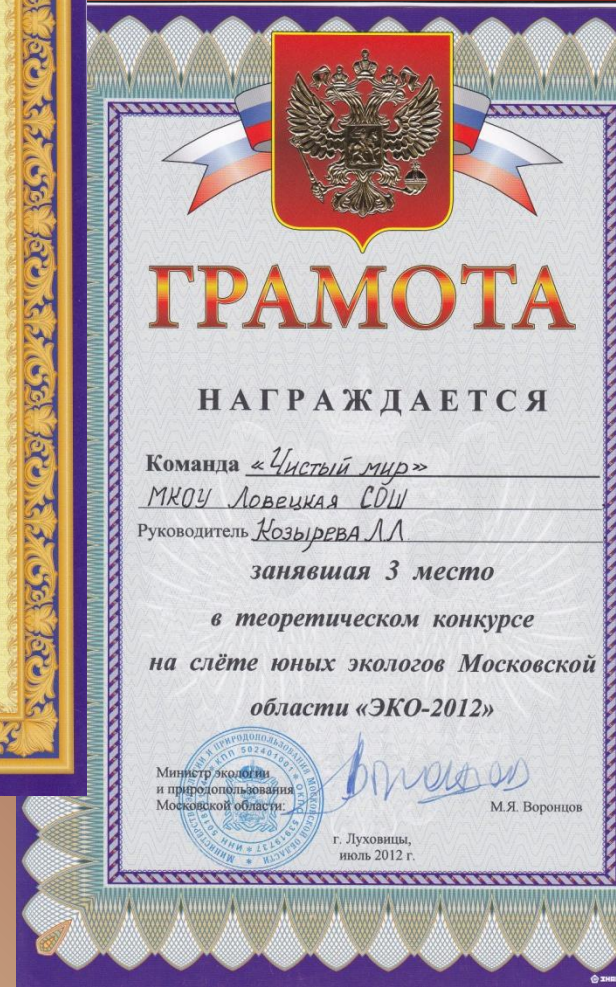 ГРАМОТА
НАГРАЖДАЕТСЯ
Команда «Чистый мир»
МКОУ Ловецкая СОШ
Руководитель Козырева Л.Л.
занявшая 3 место
в теоретическом конкурсе
на слёте юных экологов Московской
области «ЭКО-2012»
Министр экологии
и природопользования
Московской области:
М.Я. Воронцов
г. Луховицы,
июль 2012 г.